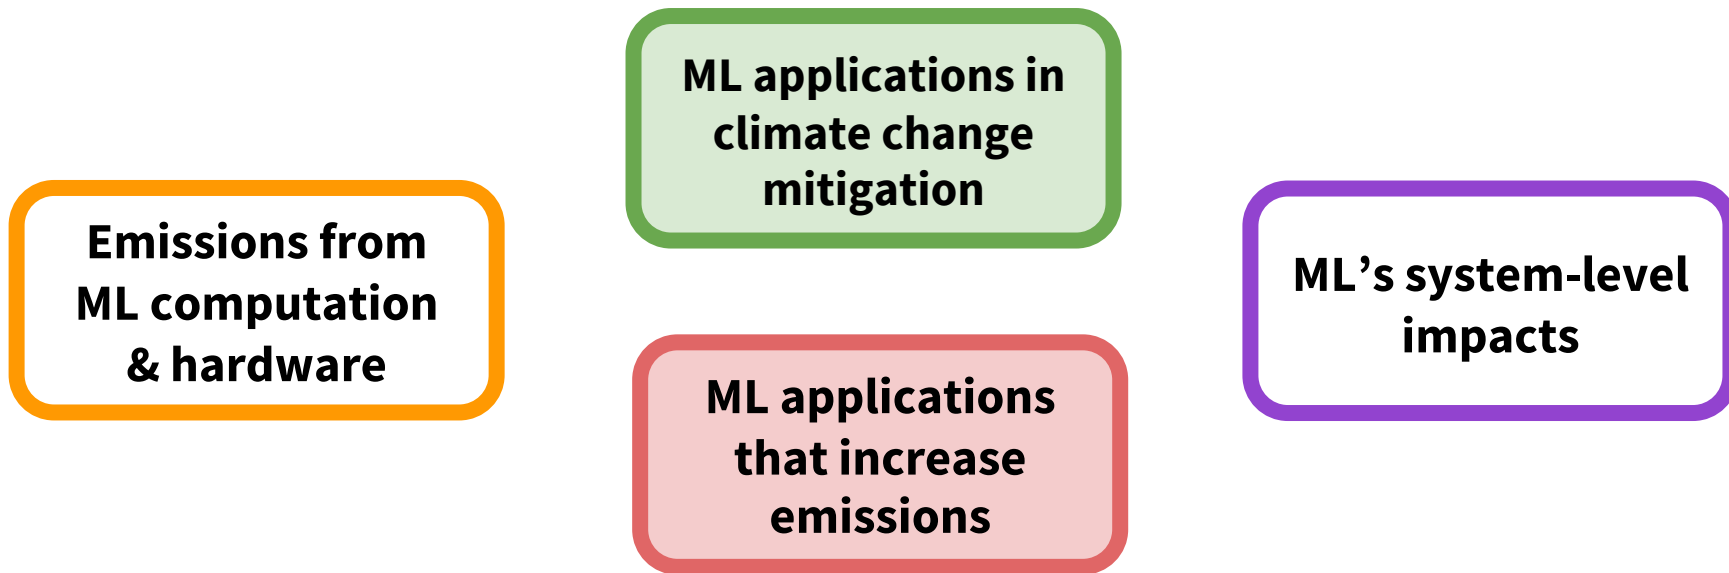 Emissions from
ML computation
& hardware
ML applications in
climate change
mitigation
ML applications
that increase
emissions
ML’s system-level
impacts